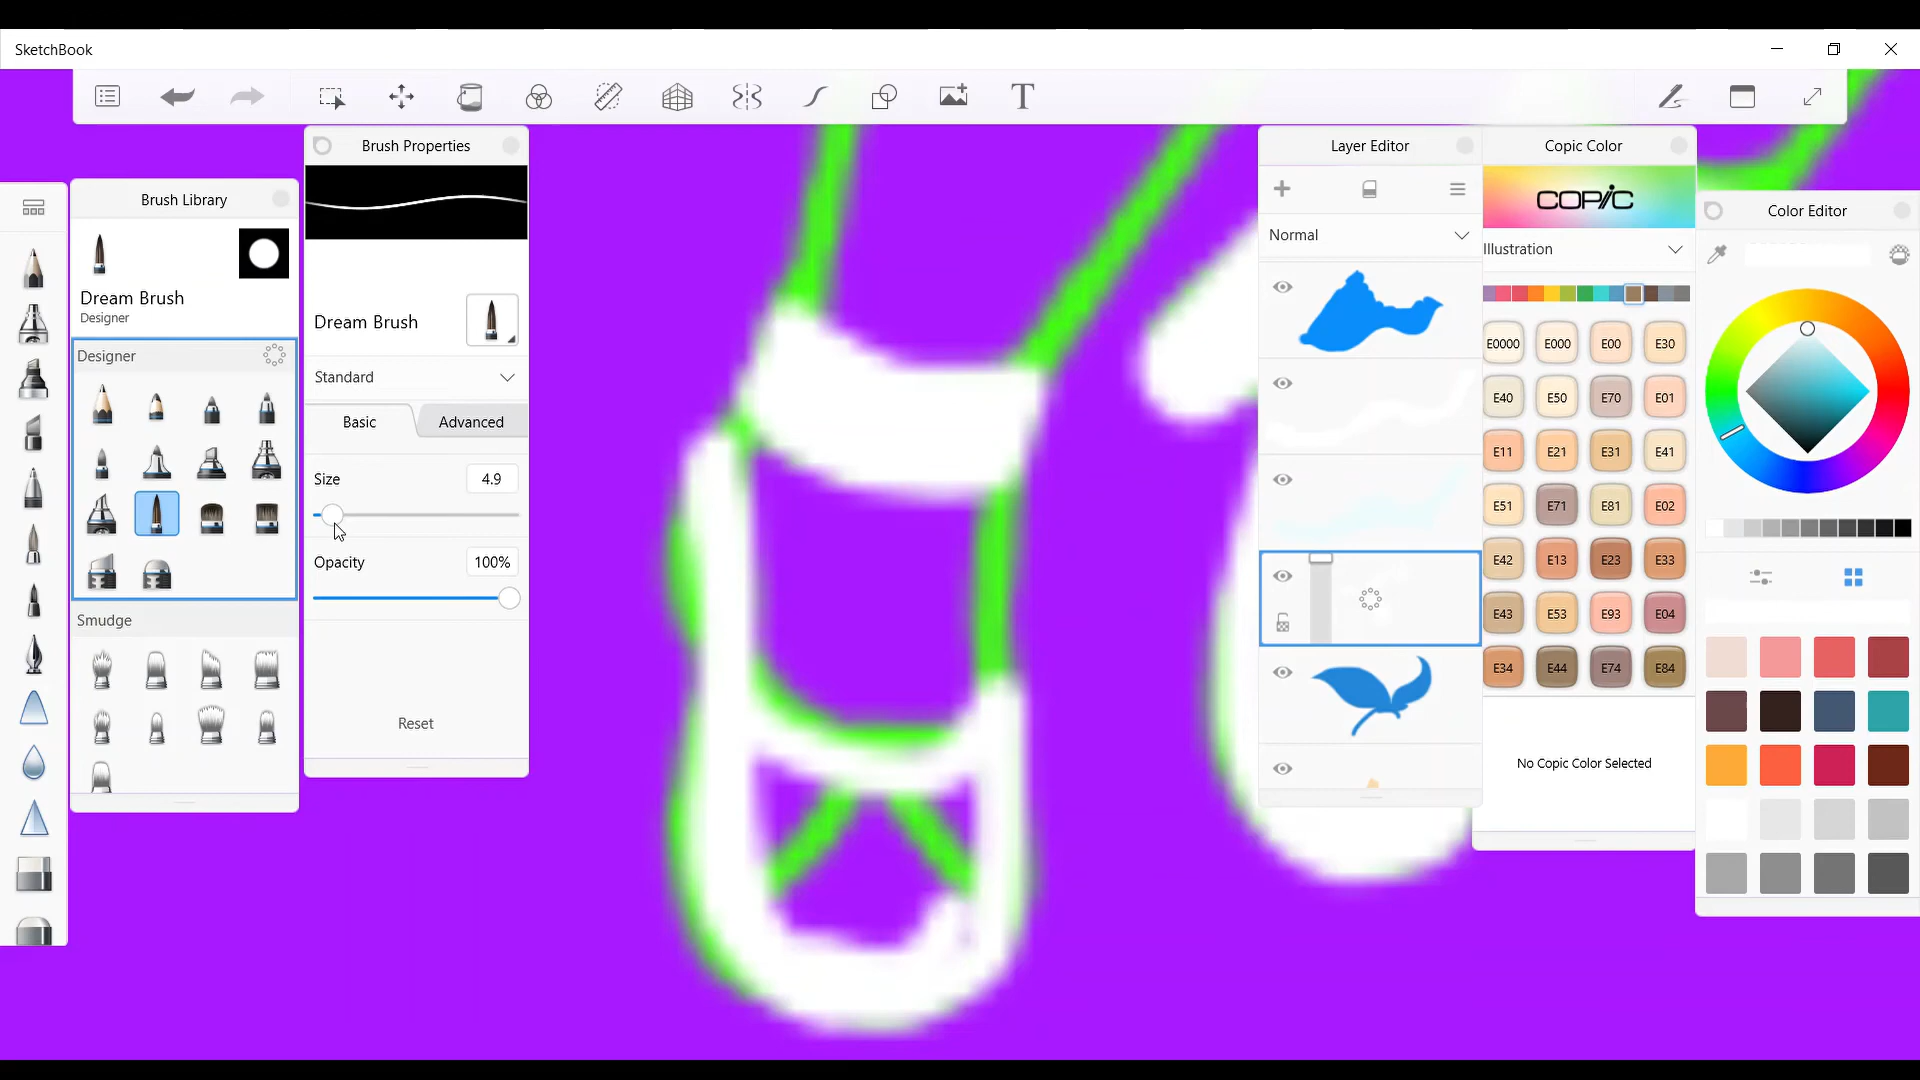 SketchBook
T
Brush Properties
Layer Editor
Copic Color
Brush Library
COPIC
Color Editor
Normal
Illustration
Dream Brush
Designer
Dream Brush
E0000 E000 E00 E30
Designer
Standard
E40 E50 E70 E01
Basic Advanced
E11 E21 E31 E41
Size 4.9
E51 E71 E81 E02
Opacity 100%
E42 E13 E23 E33
Smudge
E43 E53 E93 E04
E34 E44 E74 E84
Reset
No Copic Color Selected